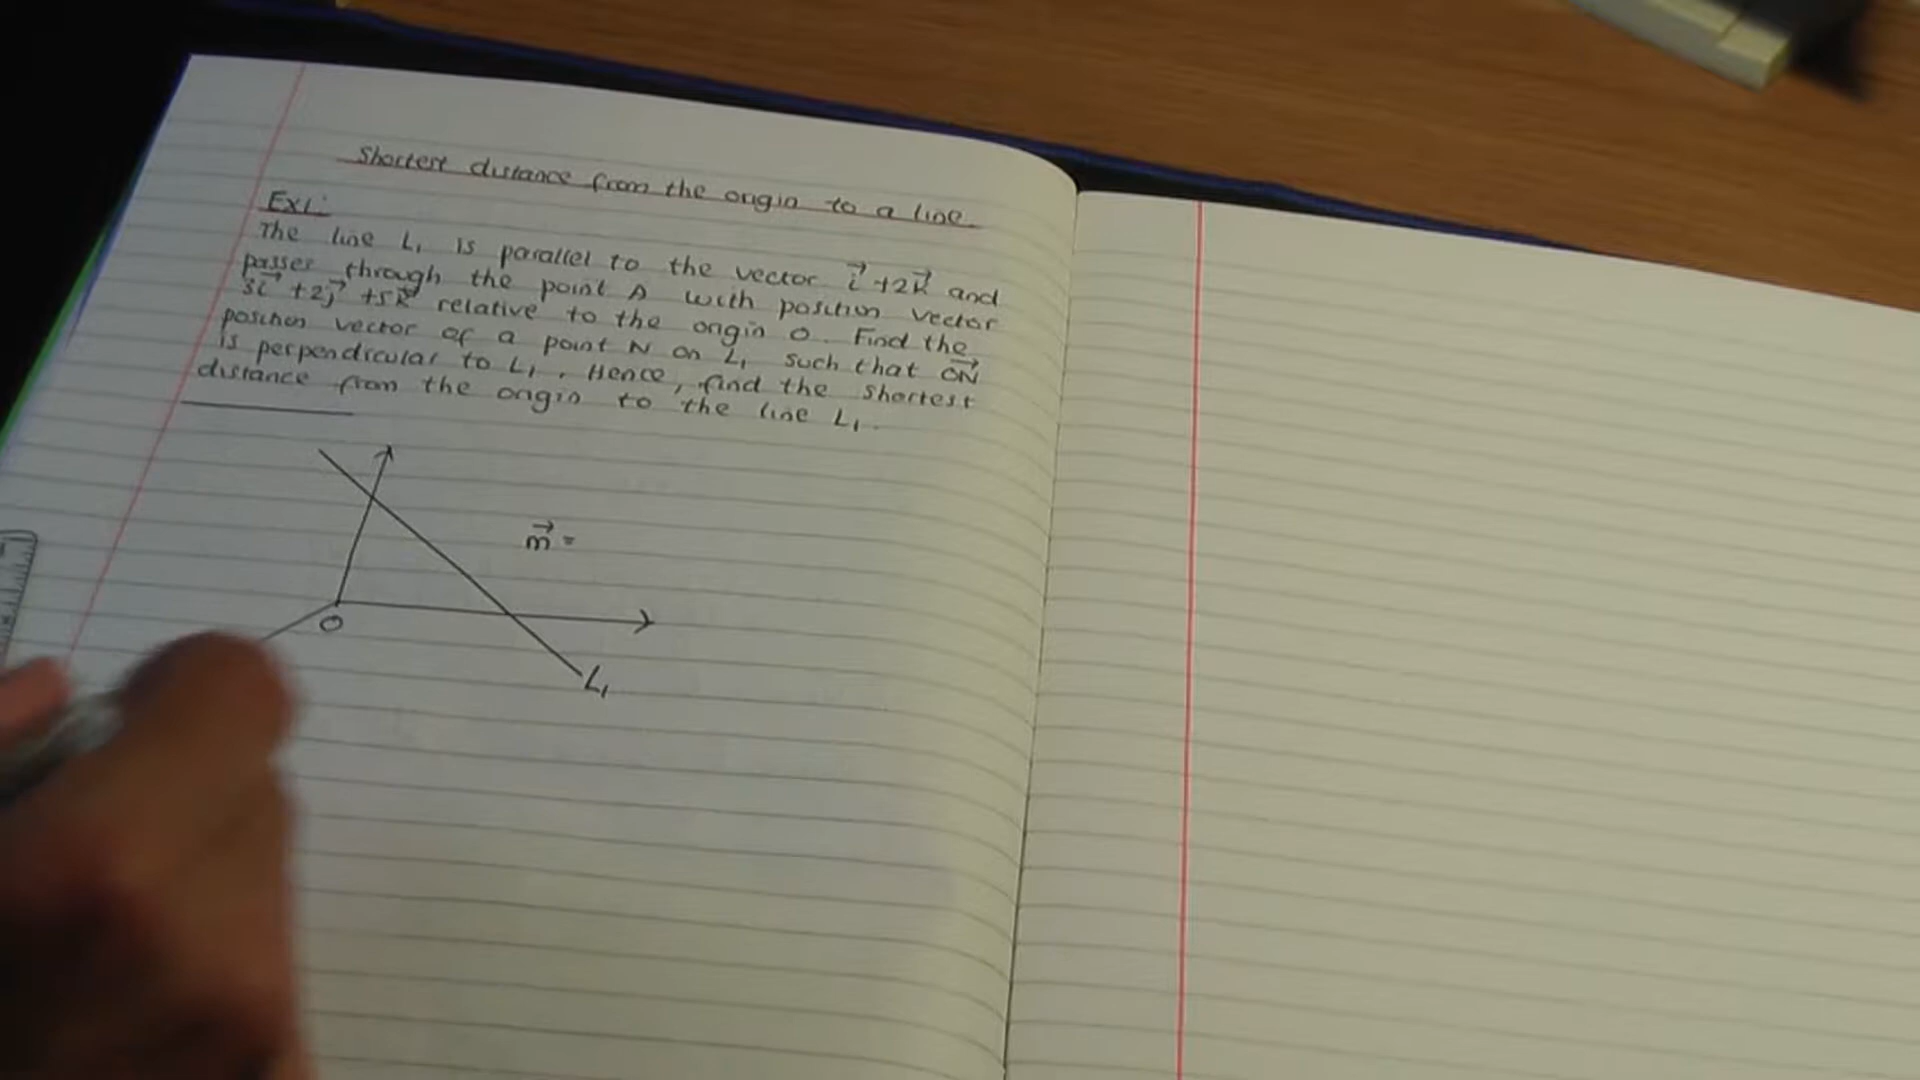 Shortest distance from the origin to a line.
Ex1:
The line L₁ is parallel to the vector i⃗ + 2k⃗ and
passes through the point A with position vector
3i⃗ + 2j⃗ + 5k⃗ relative to the origin O. Find the
position vector of a point N on L₁ such that ON⃗
is perpendicular to L₁. Hence, find the shortest
distance from the origin to the line L₁.
m⃗ =
O
L₁